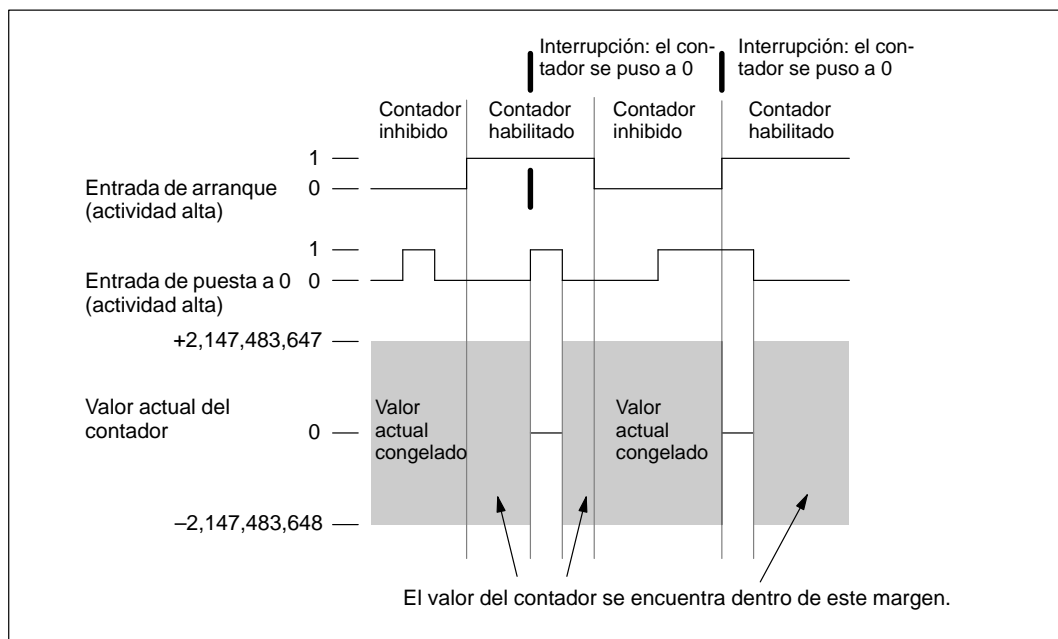 Interrupción: el con-
tador se puso a 0
Interrupción: el con-
tador se puso a 0
Contador
inhibido
Contador
habilitado
Contador
inhibido
Contador
habilitado
1
Entrada de arranque
(actividad alta)
0
1
Entrada de puesta a 0
(actividad alta)
0
+2,147,483,647
Valor actual del
contador
0
Valor
actual
congelado
Valor
actual
congelado
–2,147,483,648
El valor del contador se encuentra dentro de este margen.